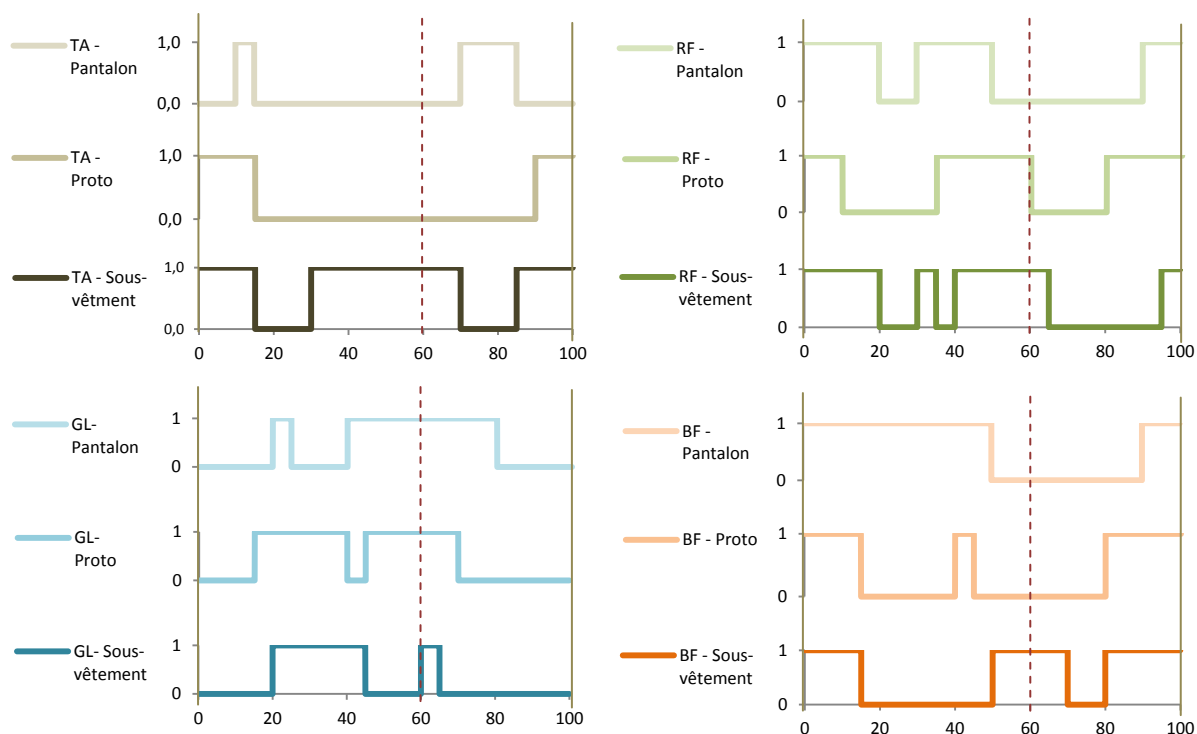 TA -
Pantalon
1,0
0,0
TA -
Proto
1,0
0,0
TA - Sous-
vêtment
1,0
0,0
0 20 40 60 80 100
RF -
Pantalon
1
0
RF -
Proto
1
0
RF - Sous-
vêtement
1
0
0 20 40 60 80 100
GL-
Pantalon
1
0
GL-
Proto
1
0
GL- Sous-
vêtement
1
0
0 20 40 60 80 100
BF -
Pantalon
1
0
BF - Proto
1
0
BF - Sous-
vêtement
1
0
0 20 40 60 80 100